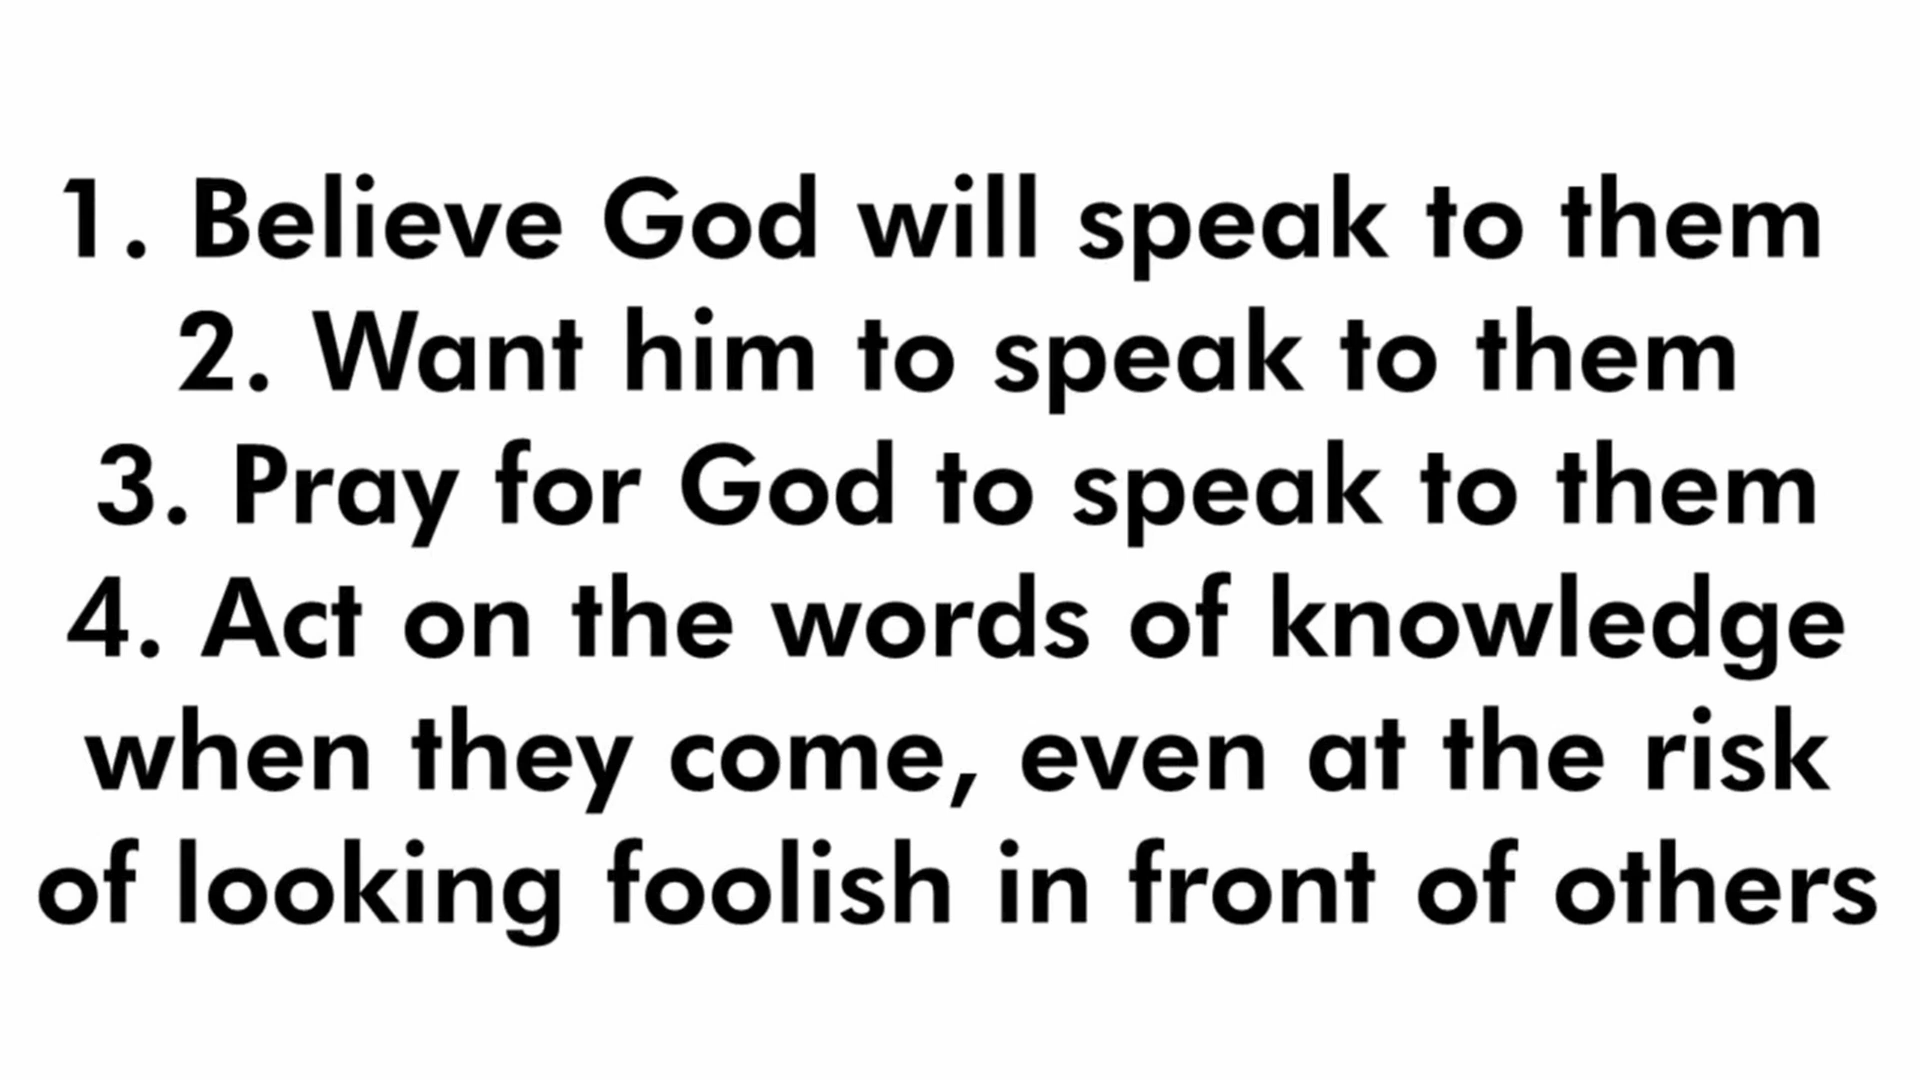 1. Believe God will speak to them
2. Want him to speak to them
3. Pray for God to speak to them
4. Act on the words of knowledge
when they come, even at the risk
of looking foolish in front of others